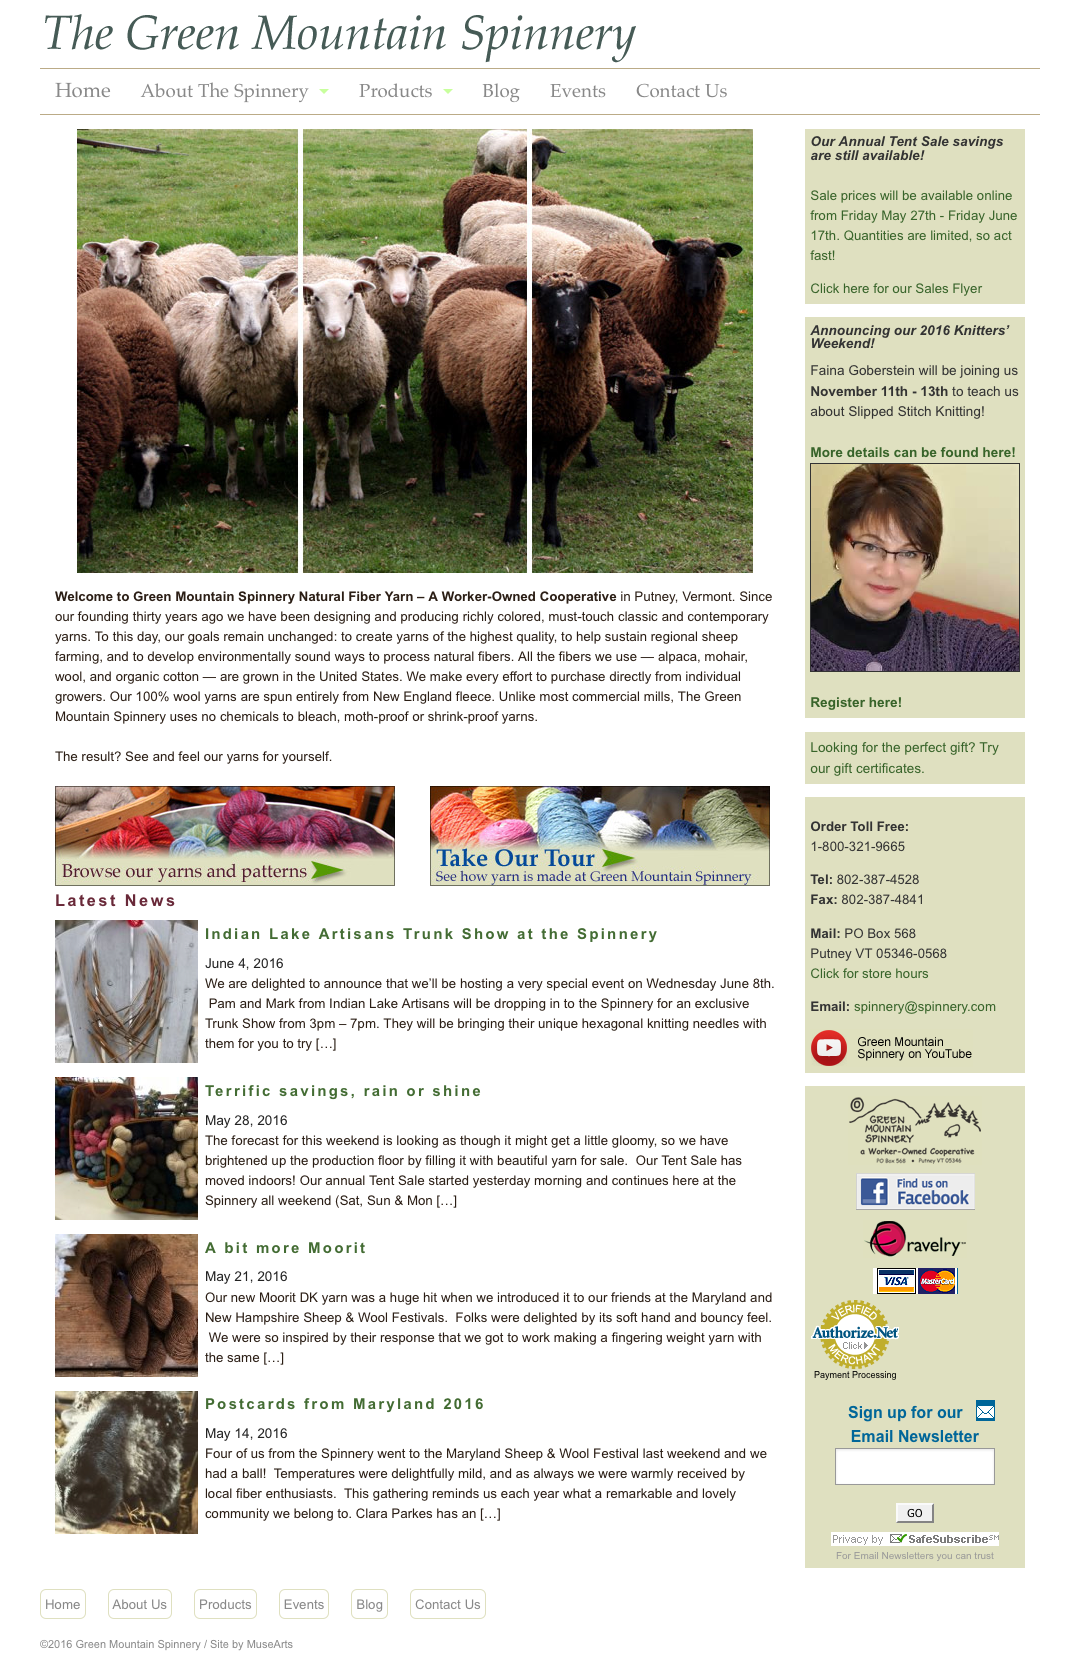 The Green Mountain Spinnery
Home
About The Spinnery
Products
Blog
Events
Contact Us
Welcome to Green Mountain Spinnery Natural Fiber Yarn – A Worker-Owned Cooperative in Putney, Vermont. Since
our founding thirty years ago we have been designing and producing richly colored, must-touch classic and contemporary
yarns. To this day, our goals remain unchanged: to create yarns of the highest quality, to help sustain regional sheep
farming, and to develop environmentally sound ways to process natural fibers. All the fibers we use — alpaca, mohair,
wool, and organic cotton — are grown in the United States. We make every effort to purchase directly from individual
growers. Our 100% wool yarns are spun entirely from New England fleece. Unlike most commercial mills, The Green
Mountain Spinnery uses no chemicals to bleach, moth-proof or shrink-proof yarns.
The result? See and feel our yarns for yourself.
Browse our yarns and patterns
Take Our Tour
See how yarn is made at Green Mountain Spinnery
Latest News
Indian Lake Artisans Trunk Show at the Spinnery
June 4, 2016
We are delighted to announce that we'll be hosting a very special event on Wednesday June 8th.
Pam and Mark from Indian Lake Artisans will be dropping in to the Spinnery for an exclusive
Trunk Show from 3pm – 7pm. They will be bringing their unique hexagonal knitting needles with
them for you to try […]
Terrific savings, rain or shine
May 28, 2016
The forecast for this weekend is looking as though it might get a little gloomy, so we have
brightened up the production floor by filling it with beautiful yarn for sale.  Our Tent Sale has
moved indoors! Our annual Tent Sale started yesterday morning and continues here at the
Spinnery all weekend (Sat, Sun & Mon […]
A bit more Moorit
May 21, 2016
Our new Moorit DK yarn was a huge hit when we introduced it to our friends at the Maryland and
New Hampshire Sheep & Wool Festivals.  Folks were delighted by its soft hand and bouncy feel.
We were so inspired by their response that we got to work making a fingering weight yarn with
the same […]
Postcards from Maryland 2016
May 14, 2016
Four of us from the Spinnery went to the Maryland Sheep & Wool Festival last weekend and we
had a ball!  Temperatures were delightfully mild, and as always we were warmly received by
local fiber enthusiasts.  This gathering reminds us each year what a remarkable and lovely
community we belong to. Clara Parkes has an […]
Our Annual Tent Sale savings
are still available!
Sale prices will be available online
from Friday May 27th - Friday June
17th. Quantities are limited, so act
fast!
Click here for our Sales Flyer
Announcing our 2016 Knitters'
Weekend!
Faina Goberstein will be joining us
November 11th - 13th to teach us
about Slipped Stitch Knitting!
More details can be found here!
Register here!
Looking for the perfect gift? Try
our gift certificates.
Order Toll Free:
1-800-321-9665
Tel: 802-387-4528
Fax: 802-387-4841
Mail: PO Box 568
Putney VT 05346-0568
Click for store hours
Email: spinnery@spinnery.com
Green Mountain
Spinnery on YouTube
GREEN
MOUNTAIN
SPINNERY
a Worker-Owned Cooperative
PO Box 568 • Putney VT 05346
Find us on
Facebook
ravelry™
VISA MasterCard
VERIFIED
Authorize.Net
Click
MERCHANT
Payment Processing
Sign up for our
Email Newsletter
GO
Privacy by SafeSubscribe℠
For Email Newsletters you can trust
Home
About Us
Products
Events
Blog
Contact Us
©2016 Green Mountain Spinnery / Site by MuseArts